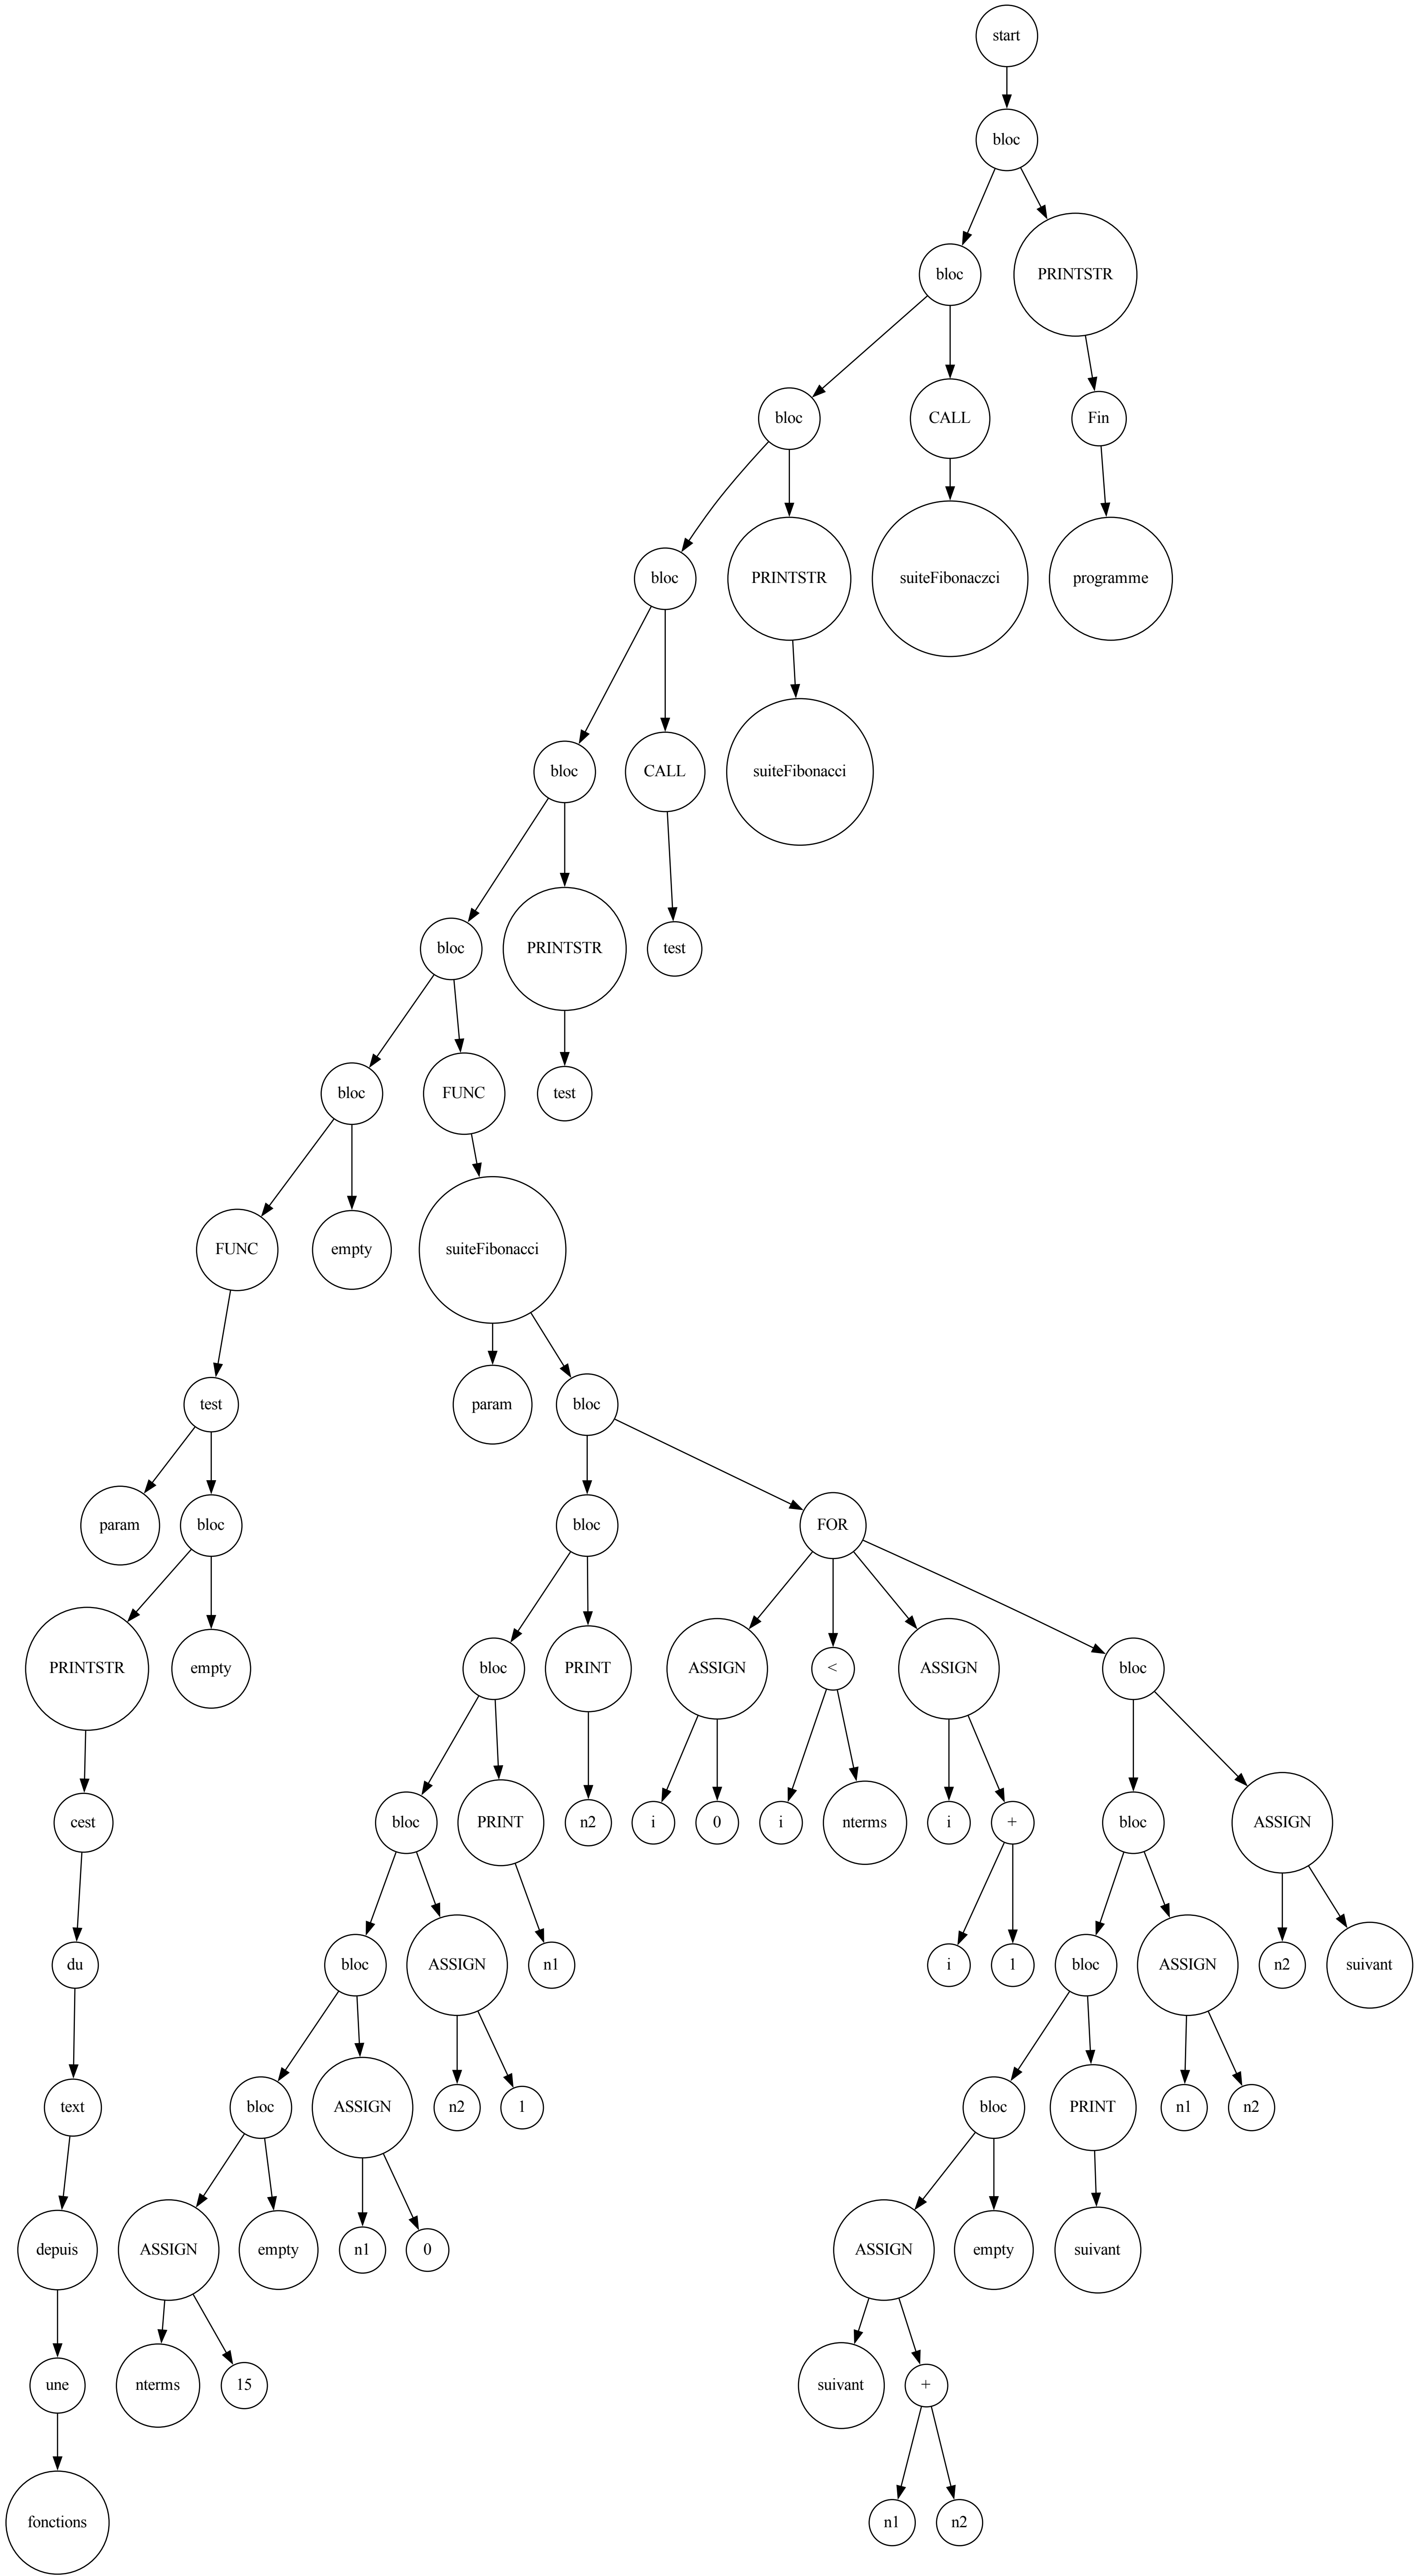 start
bloc
bloc PRINTSTR
bloc CALL Fin
bloc PRINTSTR suiteFibonaczci programme
bloc CALL suiteFibonacci
bloc PRINTSTR test
bloc FUNC test
FUNC empty suiteFibonacci
test param bloc
param bloc bloc FOR
PRINTSTR empty bloc PRINT ASSIGN < ASSIGN bloc
cest bloc PRINT n2 i 0 i nterms i + bloc ASSIGN
du bloc ASSIGN n1 i 1 bloc ASSIGN n2 suivant
text bloc ASSIGN n2 1 bloc PRINT n1 n2
depuis ASSIGN empty n1 0 ASSIGN empty suivant
une nterms 15 suivant +
fonctions n1 n2